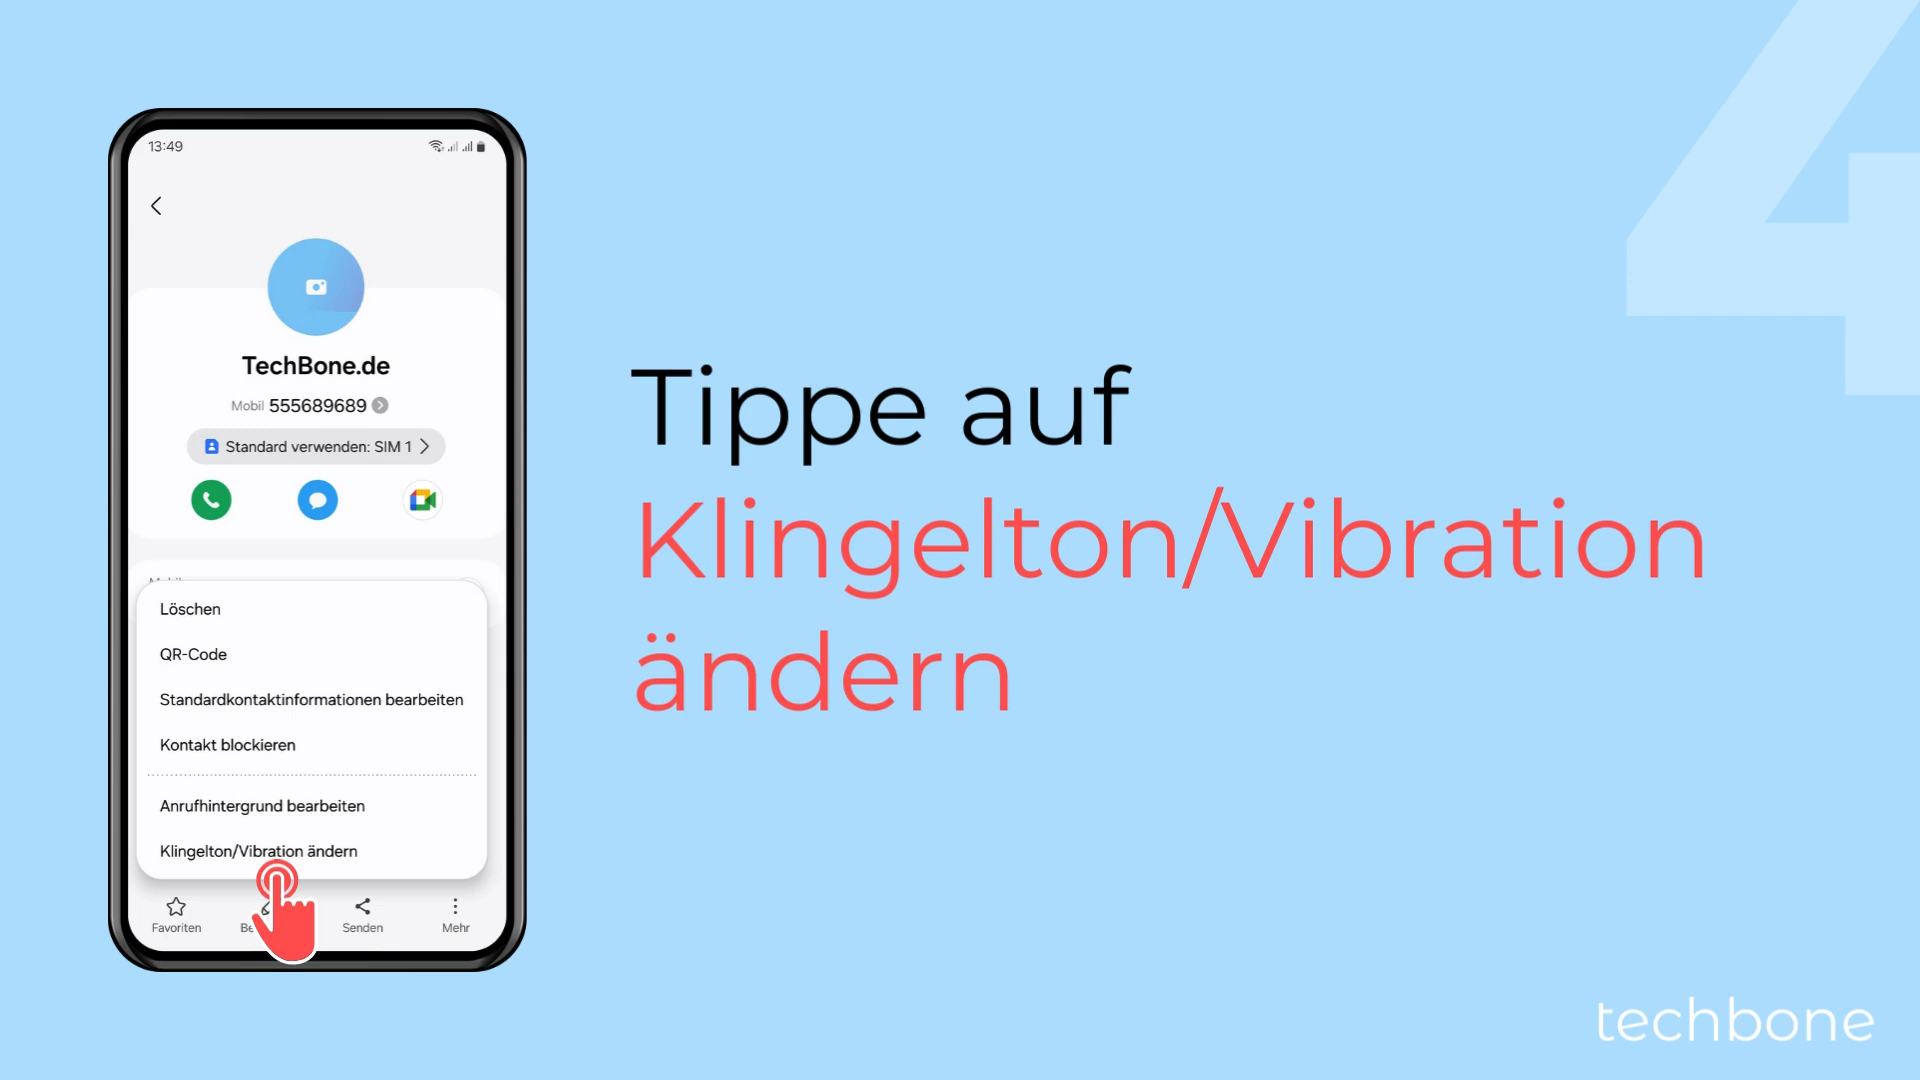 4
13:49
TechBone.de
Mobil 555689689
Standard verwenden: SIM 1
Löschen
QR-Code
Standardkontaktinformationen bearbeiten
Kontakt blockieren
Anrufhintergrund bearbeiten
Klingelton/Vibration ändern
Favoriten
Senden
Mehr
Tippe auf
Klingelton/Vibration
ändern
techbone